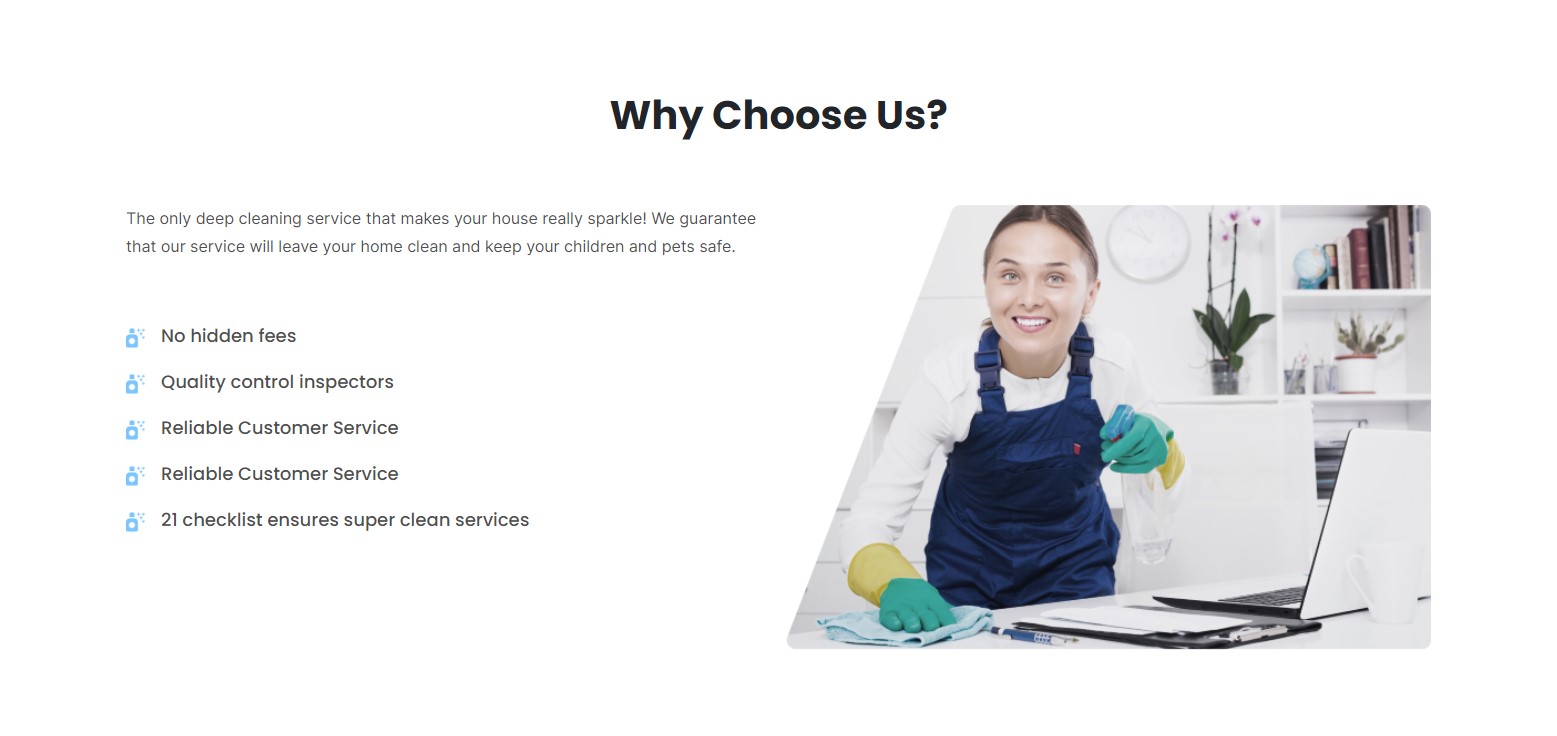 Why Choose Us?
The only deep cleaning service that makes your house really sparkle! We guarantee
that our service will leave your home clean and keep your children and pets safe.
No hidden fees
Quality control inspectors
Reliable Customer Service
Reliable Customer Service
21 checklist ensures super clean services